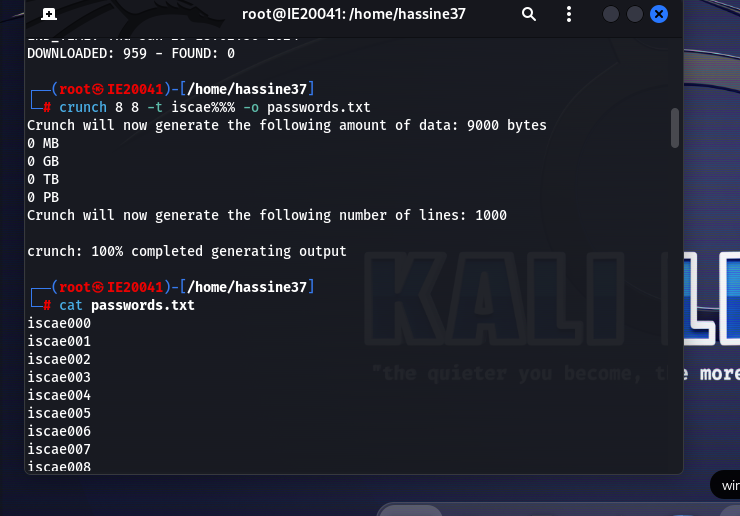 root@IE20041: /home/hassine37
DOWNLOADED: 959 - FOUND: 0
┌──(root㉿IE20041)-[/home/hassine37]
└─# crunch 8 8 -t iscae%%% -o passwords.txt
Crunch will now generate the following amount of data: 9000 bytes
0 MB
0 GB
0 TB
0 PB
Crunch will now generate the following number of lines: 1000
crunch: 100% completed generating output
┌──(root㉿IE20041)-[/home/hassine37]
└─# cat passwords.txt
iscae000
iscae001
iscae002
iscae003
iscae004
iscae005
iscae006
iscae007
iscae008
KALI LI
"the quieter you become, the more
win